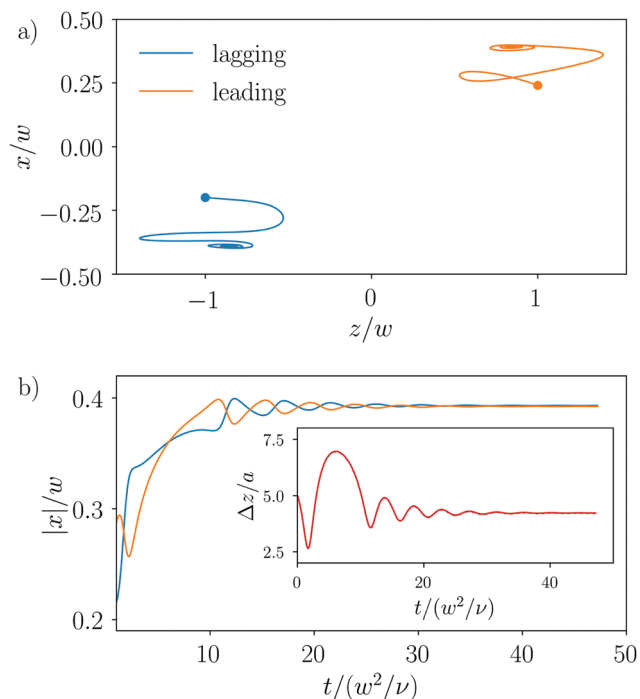 a)
0.50
0.25
0.00
−0.25
−0.50
x/w
lagging
leading
−1
0
1
z/w
b)
0.4
0.3
0.2
|x|/w
7.5
5.0
2.5
Δz/a
0
20
40
t/(w²/ν)
10
20
30
40
50
t/(w²/ν)